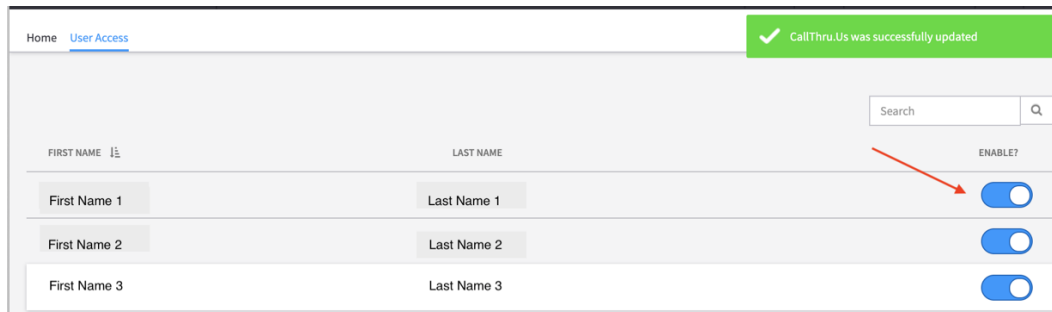 Home User Access
CallThru.Us was successfully updated
Search
FIRST NAME LAST NAME ENABLE?
First Name 1 Last Name 1
First Name 2 Last Name 2
First Name 3 Last Name 3